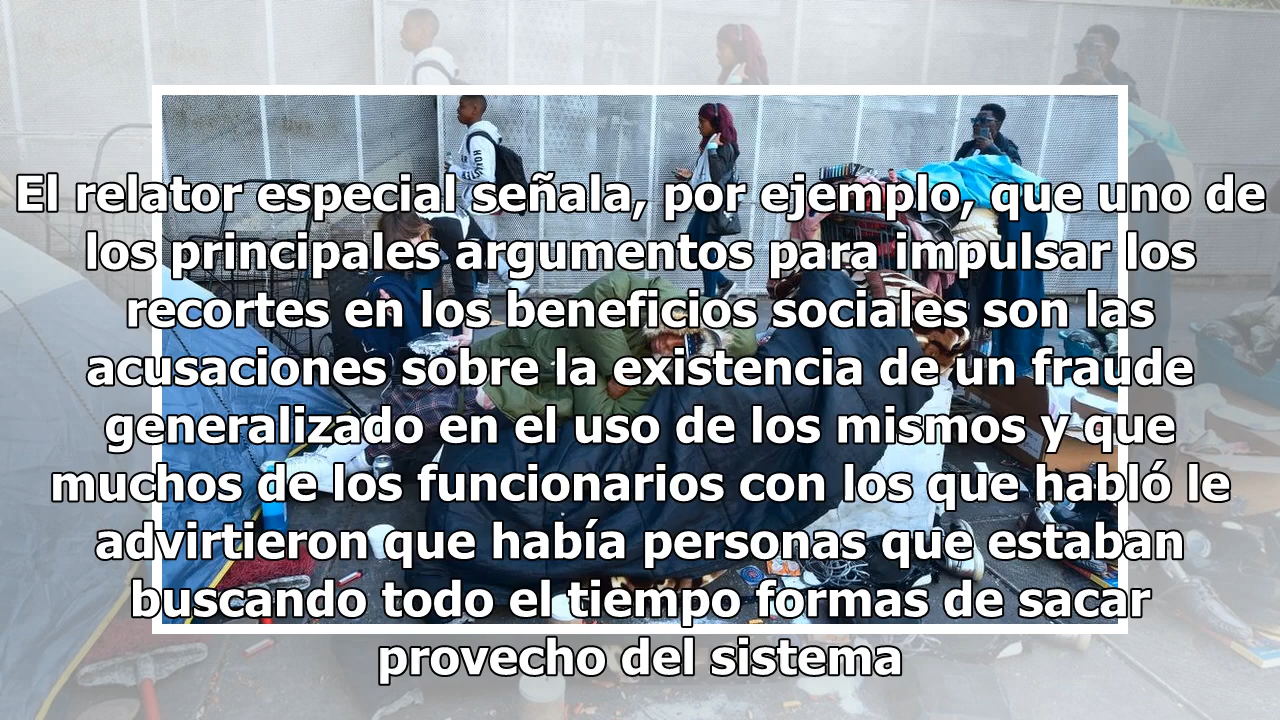 El relator especial señala, por ejemplo, que uno de
los principales argumentos para impulsar los
recortes en los beneficios sociales son las
acusaciones sobre la existencia de un fraude
generalizado en el uso de los mismos y que
muchos de los funcionarios con los que habló le
advirtieron que había personas que estaban
buscando todo el tiempo formas de sacar
provecho del sistema